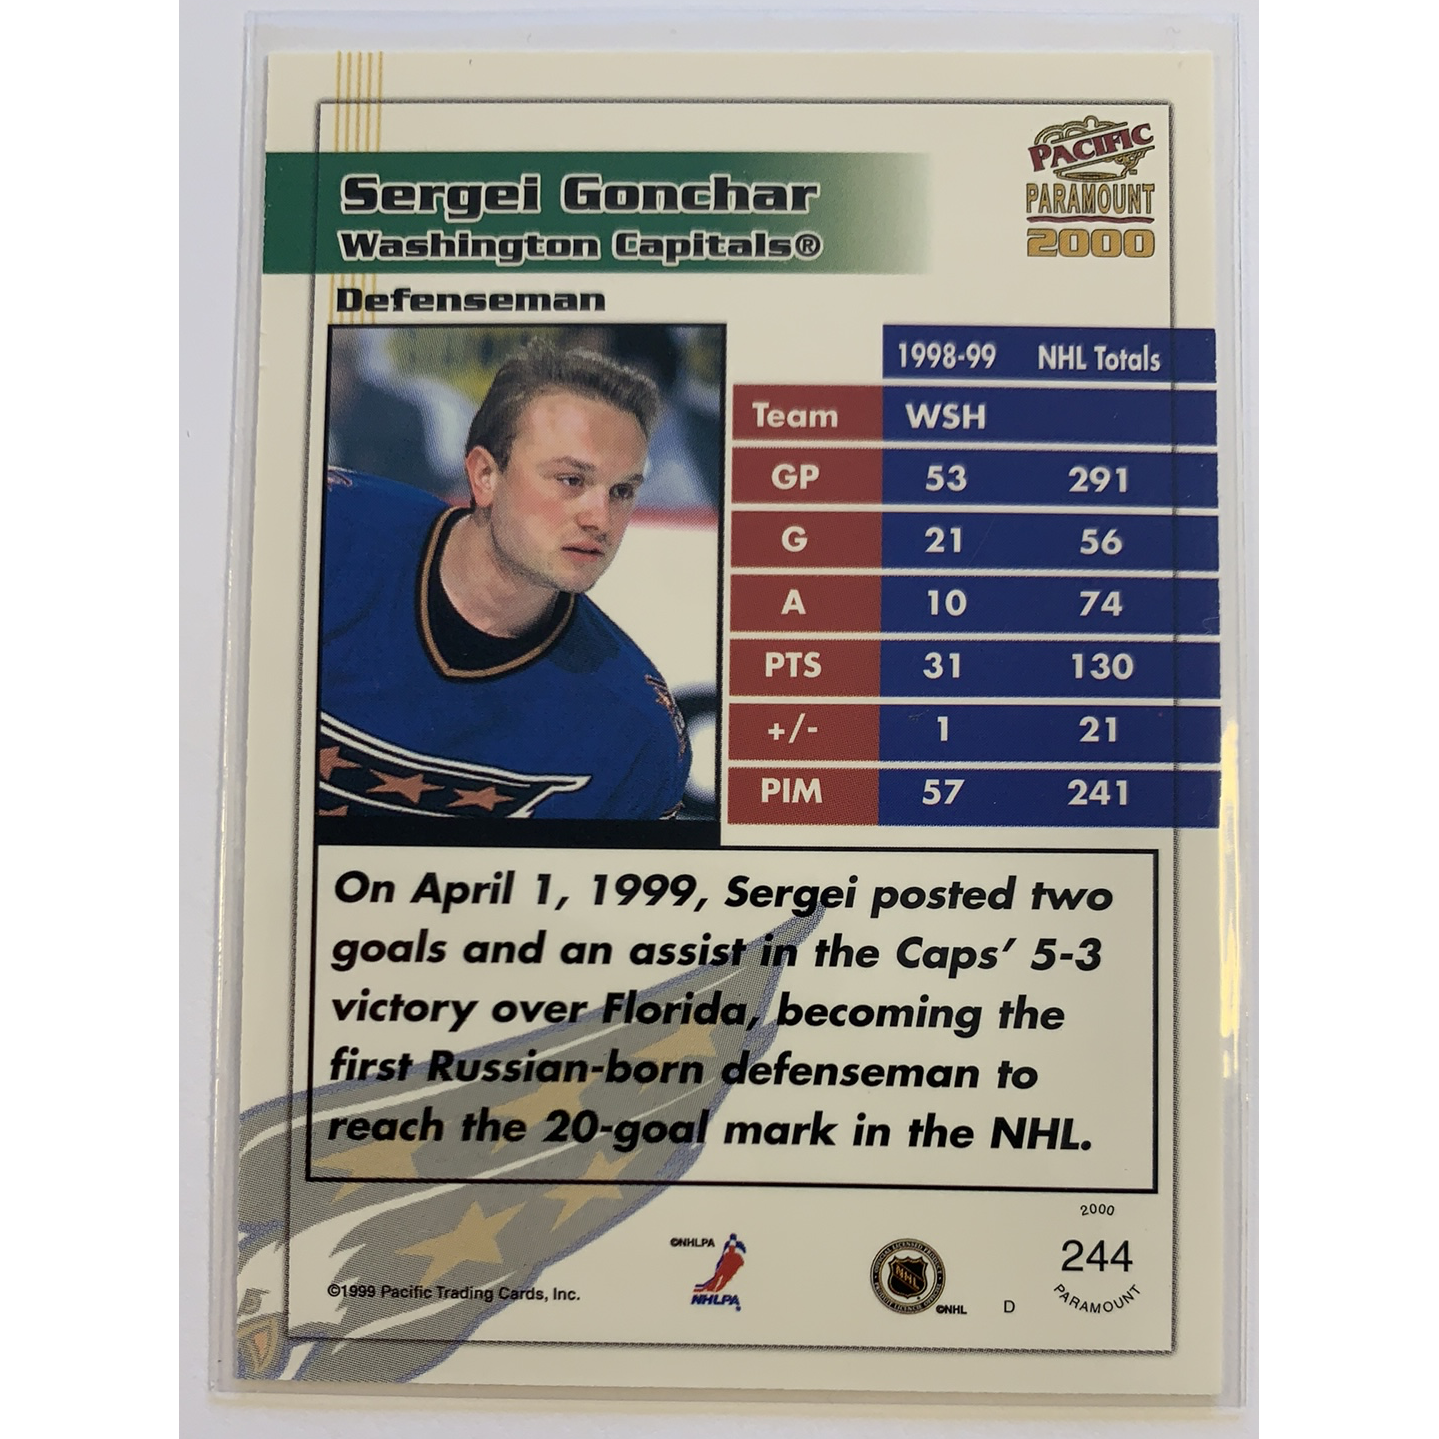 PACIFIC
PARAMOUNT
2000
Sergei Gonchar
Washington Capitals®
Defenseman
1998-99 NHL Totals
Team WSH
GP 53 291
G 21 56
A 10 74
PTS 31 130
+/- 1 21
PIM 57 241
On April 1, 1999, Sergei posted two
goals and an assist in the Caps' 5-3
victory over Florida, becoming the
first Russian-born defenseman to
reach the 20-goal mark in the NHL.
2000
244
PARAMOUNT
©NHLPA
NHLPA
NHL
©NHL D
©1999 Pacific Trading Cards, Inc.